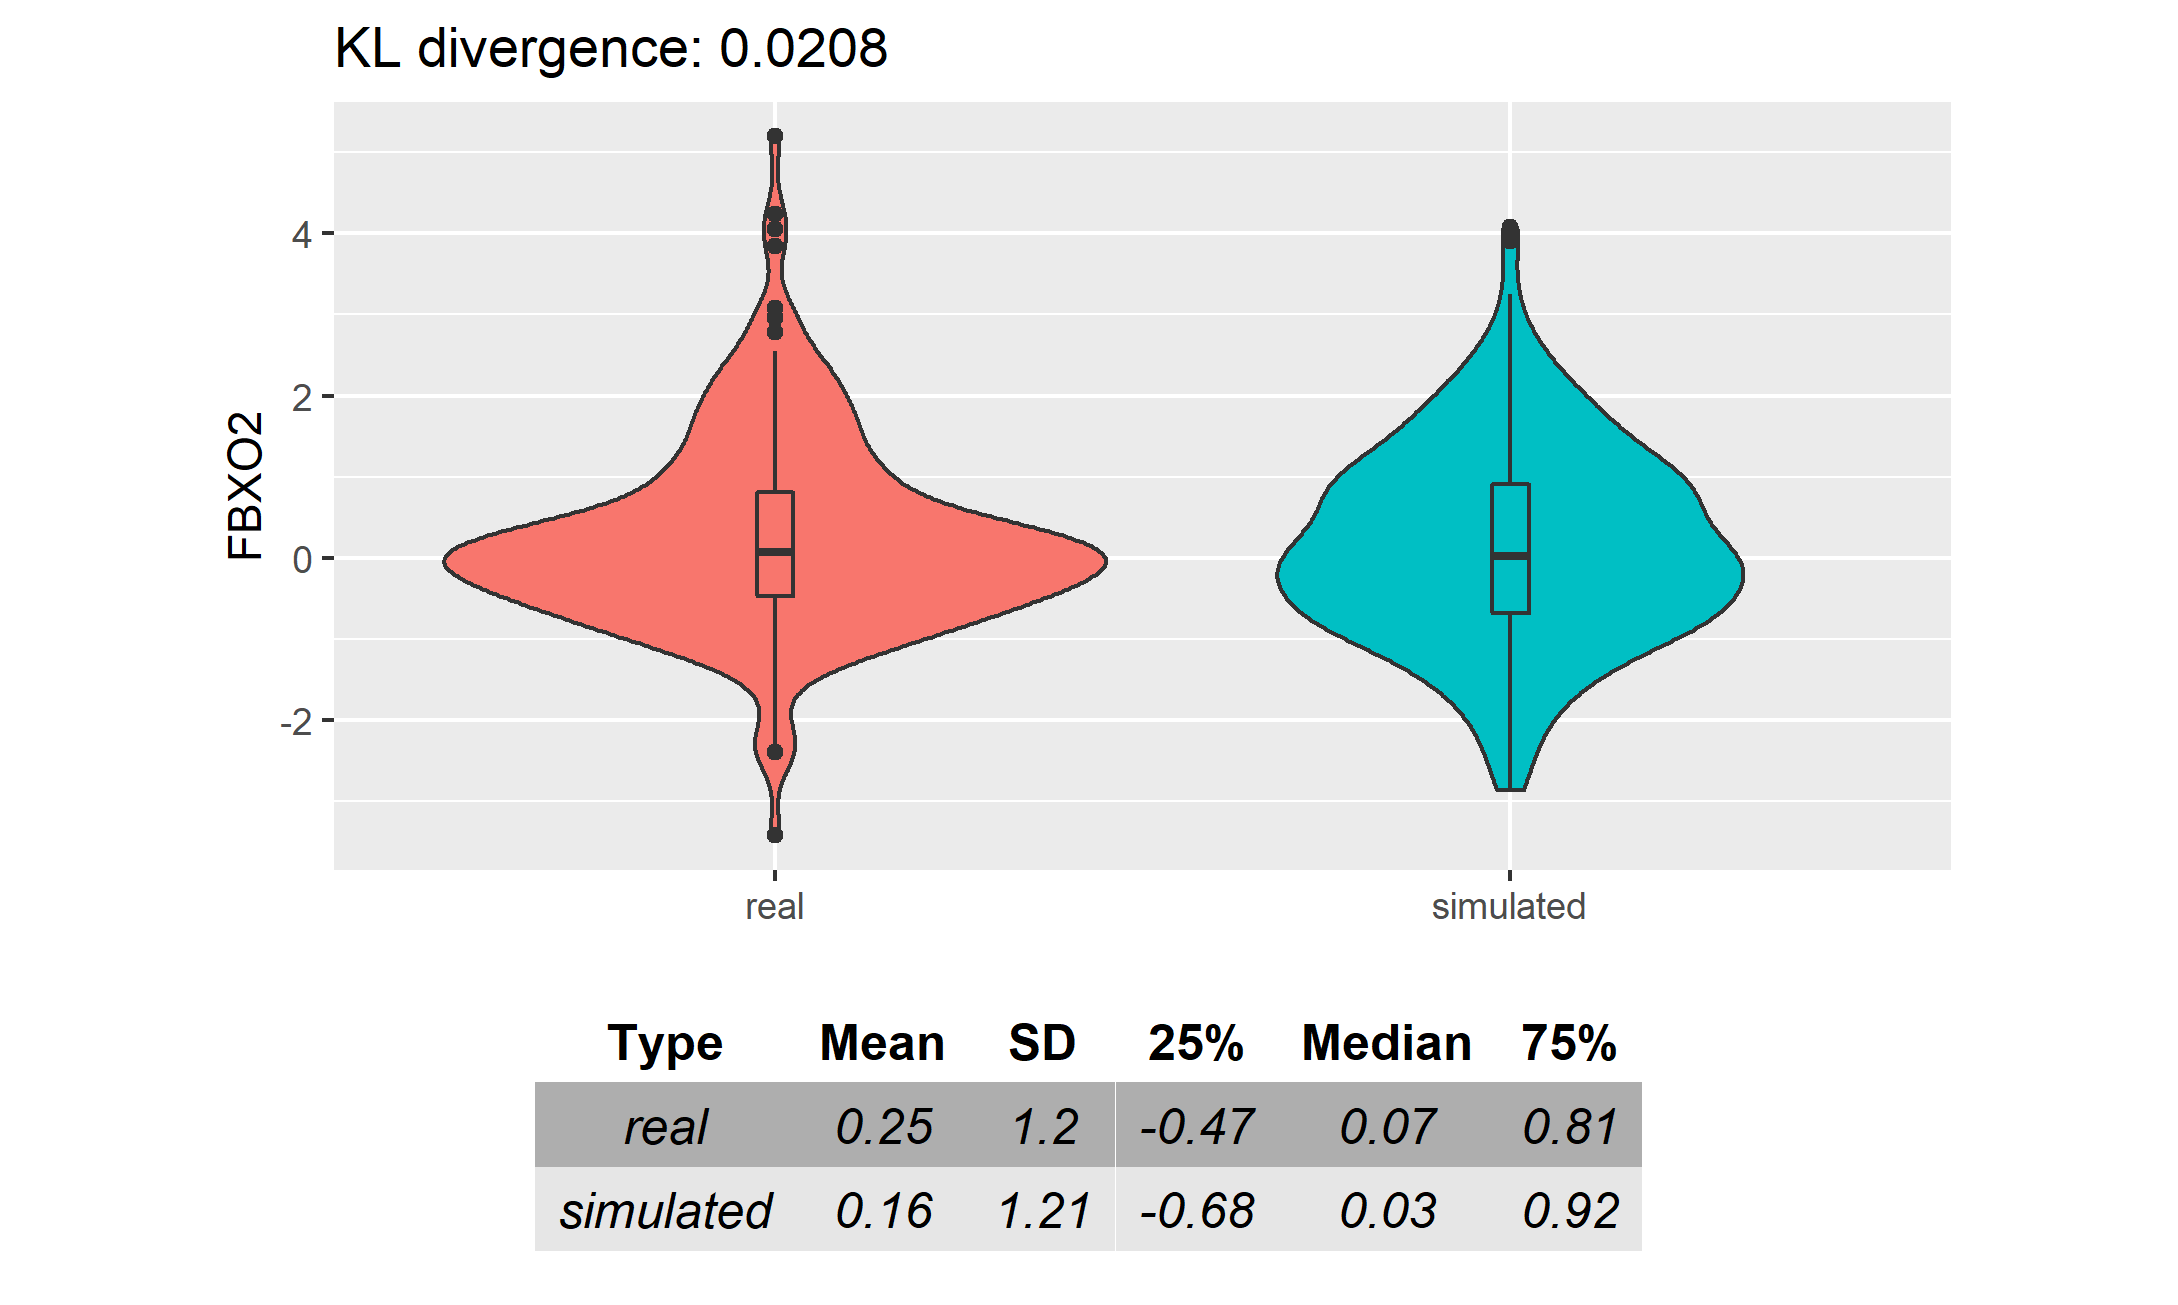 KL divergence: 0.0208
FBXO2
4
2
0
-2
real simulated
Type Mean SD 25% Median 75%
real 0.25 1.2 -0.47 0.07 0.81
simulated 0.16 1.21 -0.68 0.03 0.92